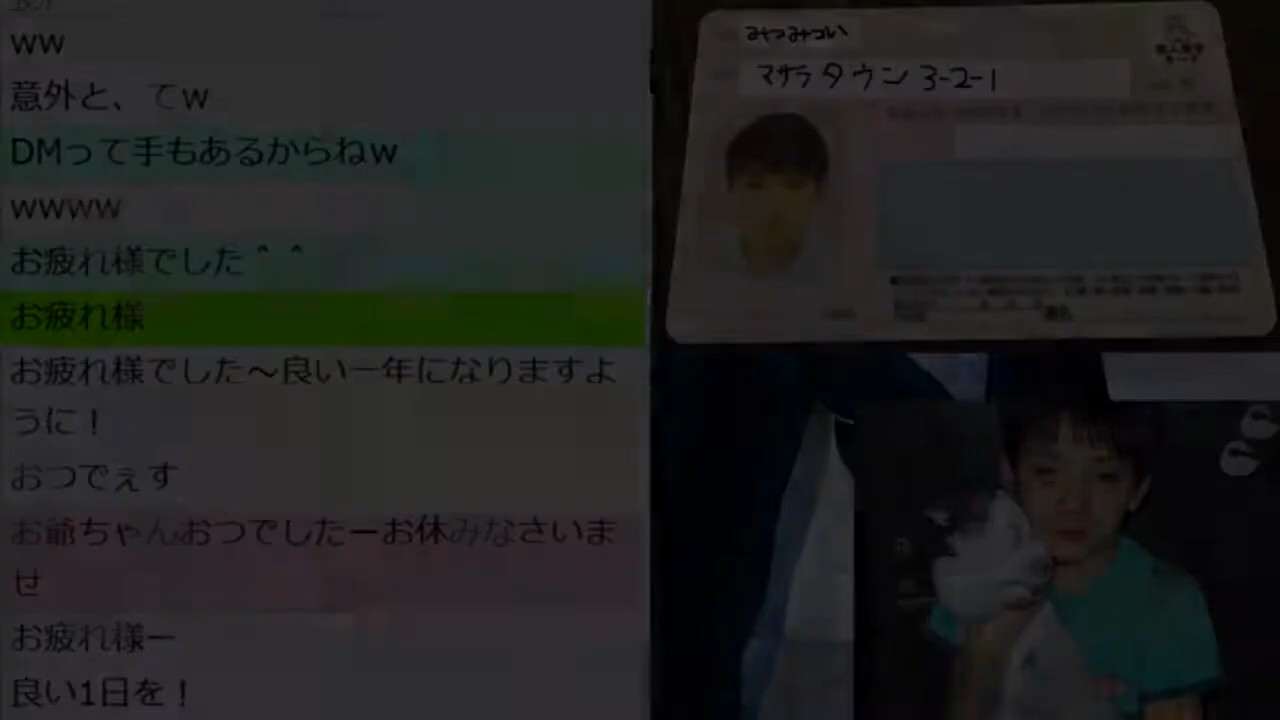 ww
意外と、てw
DMって手もあるからねw
wwww
お疲れ様でした＾＾
お疲れ様
お疲れ様でした～良い一年になりますよ
うに！
おつでぇす
お爺ちゃんおつでしたーお休みなさいま
せ
お疲れ様ー
良い1日を！
みつみつい
マサラタウン 3-2-1